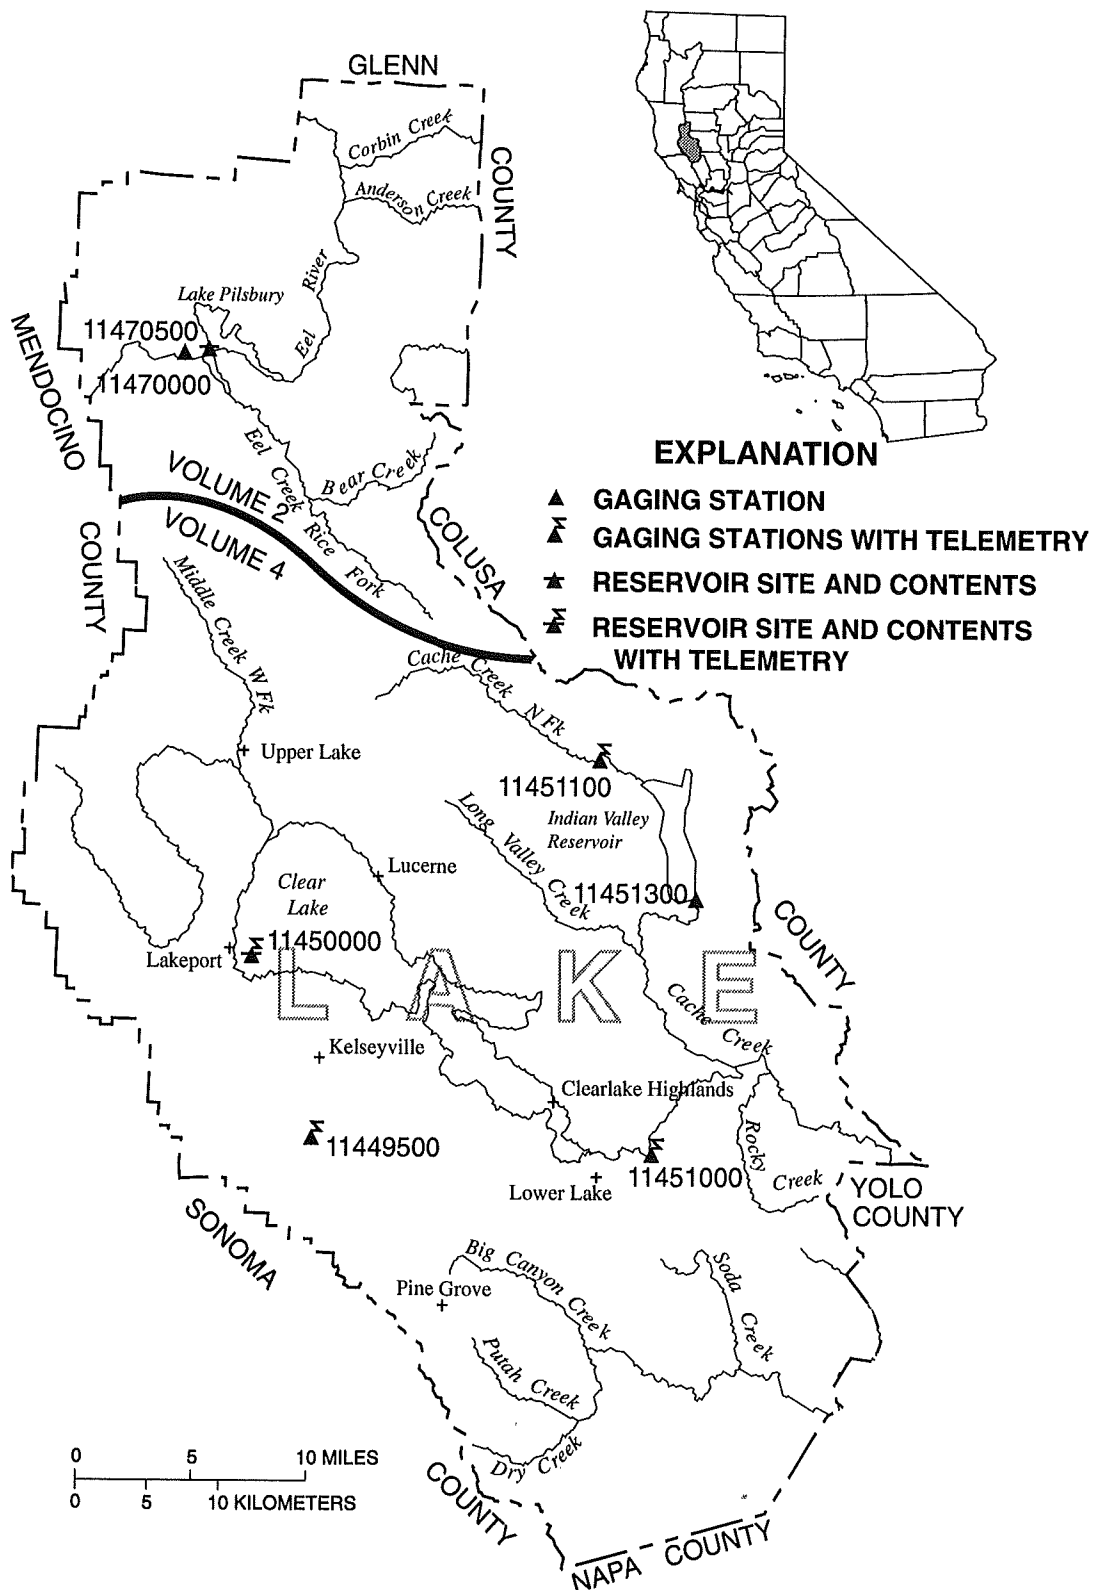 GLENN
COUNTY
Corbin Creek
Anderson Creek
Eel River
Lake Pilsbury
11470500
11470000
MENDOCINO
COUNTY
Eel Creek Rice Fork
Bear Creek
COLUSA
COUNTY
VOLUME 2
VOLUME 4
EXPLANATION
GAGING STATION
GAGING STATIONS WITH TELEMETRY
RESERVOIR SITE AND CONTENTS
RESERVOIR SITE AND CONTENTS
WITH TELEMETRY
Middle Creek W Fk
Cache Creek N Fk
Upper Lake
11451100
Indian Valley
Reservoir
Long Valley Creek
Lucerne
Clear
Lake
11451300
11450000
Lakeport
LAKE
Cache Creek
Kelseyville
Clearlake Highlands
11449500
Rocky Creek
11451000
Lower Lake
YOLO
COUNTY
SONOMA
COUNTY
Big Canyon Creek
Soda Creek
Pine Grove
Putah Creek
Dry Creek
0 5 10 MILES
0 5 10 KILOMETERS
NAPA COUNTY